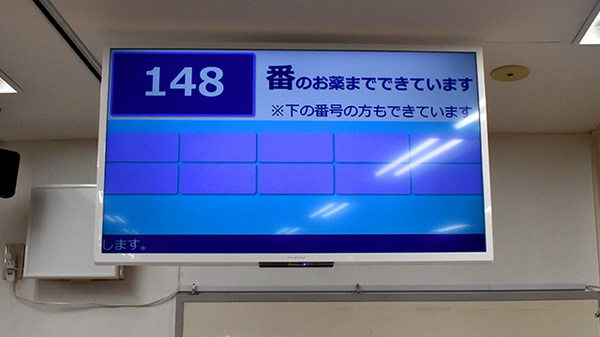 148 番のお薬までできています
※下の番号の方もできています
します。